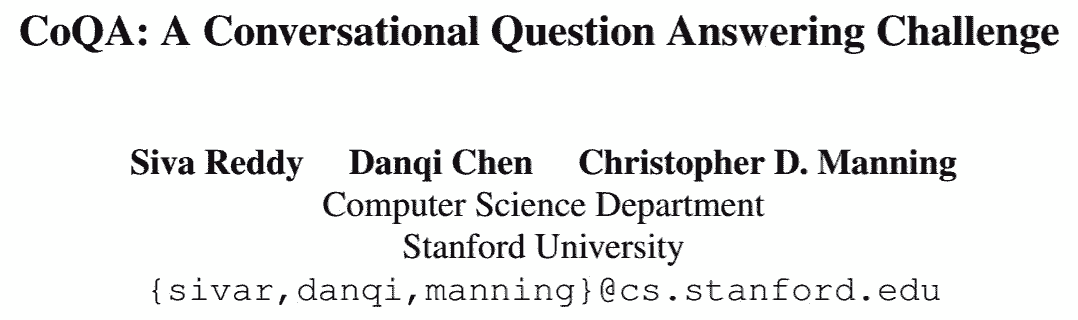 CoQA: A Conversational Question Answering Challenge
Siva Reddy Danqi Chen Christopher D. Manning
Computer Science Department
Stanford University
{sivar,danqi,manning}@cs.stanford.edu